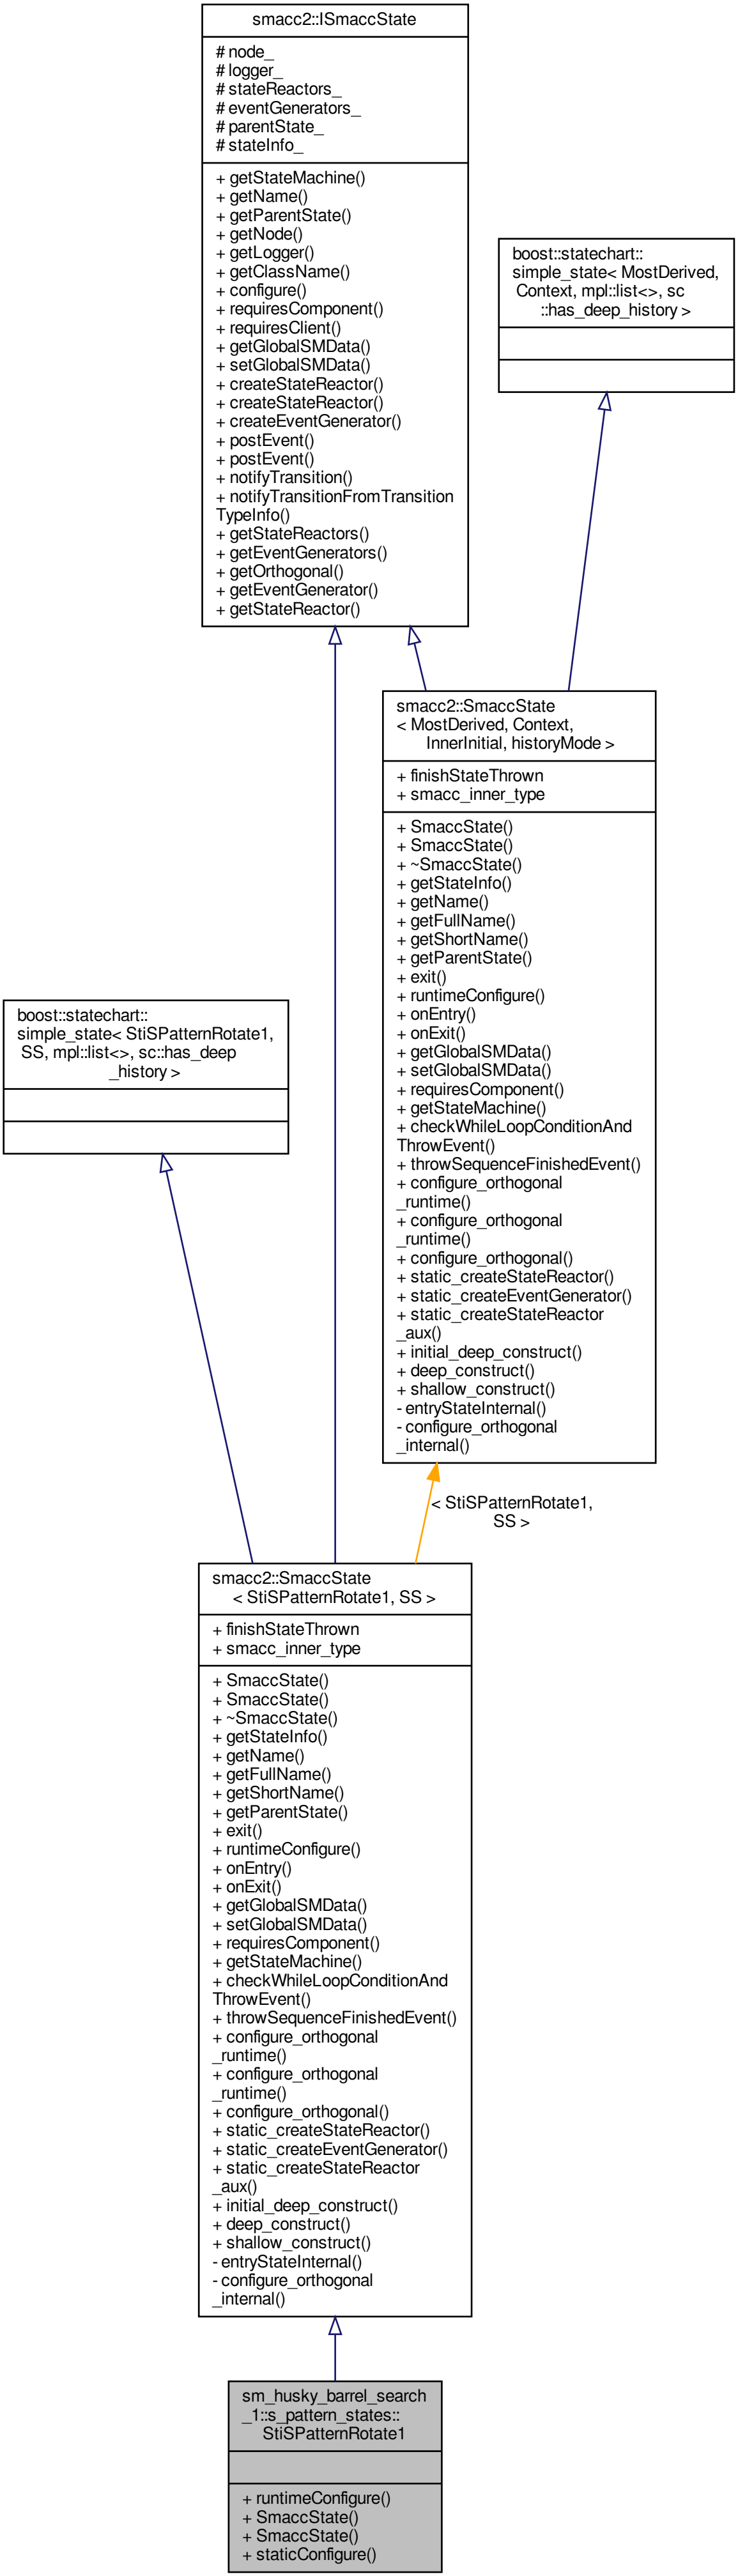 smacc2::ISmaccState
# node_
# logger_
# stateReactors_
# eventGenerators_
# parentState_
# stateInfo_
+ getStateMachine()
+ getName()
+ getParentState()
+ getNode()
+ getLogger()
+ getClassName()
+ configure()
+ requiresComponent()
+ requiresClient()
+ getGlobalSMData()
+ setGlobalSMData()
+ createStateReactor()
+ createStateReactor()
+ createEventGenerator()
+ postEvent()
+ postEvent()
+ notifyTransition()
+ notifyTransitionFromTransition
TypeInfo()
+ getStateReactors()
+ getEventGenerators()
+ getOrthogonal()
+ getEventGenerator()
+ getStateReactor()
boost::statechart::
simple_state< MostDerived,
Context, mpl::list<>, sc
::has_deep_history >
smacc2::SmaccState
< MostDerived, Context,
InnerInitial, historyMode >
+ finishStateThrown
+ smacc_inner_type
+ SmaccState()
+ SmaccState()
+ ~SmaccState()
+ getStateInfo()
+ getName()
+ getFullName()
+ getShortName()
+ getParentState()
+ exit()
+ runtimeConfigure()
+ onEntry()
+ onExit()
+ getGlobalSMData()
+ setGlobalSMData()
+ requiresComponent()
+ getStateMachine()
+ checkWhileLoopConditionAnd
ThrowEvent()
+ throwSequenceFinishedEvent()
+ configure_orthogonal
_runtime()
+ configure_orthogonal
_runtime()
+ configure_orthogonal()
+ static_createStateReactor()
+ static_createEventGenerator()
+ static_createStateReactor
_aux()
+ initial_deep_construct()
+ deep_construct()
+ shallow_construct()
- entryStateInternal()
- configure_orthogonal
_internal()
boost::statechart::
simple_state< StiSPatternRotate1,
SS, mpl::list<>, sc::has_deep
_history >
< StiSPatternRotate1,
SS >
smacc2::SmaccState
< StiSPatternRotate1, SS >
+ finishStateThrown
+ smacc_inner_type
+ SmaccState()
+ SmaccState()
+ ~SmaccState()
+ getStateInfo()
+ getName()
+ getFullName()
+ getShortName()
+ getParentState()
+ exit()
+ runtimeConfigure()
+ onEntry()
+ onExit()
+ getGlobalSMData()
+ setGlobalSMData()
+ requiresComponent()
+ getStateMachine()
+ checkWhileLoopConditionAnd
ThrowEvent()
+ throwSequenceFinishedEvent()
+ configure_orthogonal
_runtime()
+ configure_orthogonal
_runtime()
+ configure_orthogonal()
+ static_createStateReactor()
+ static_createEventGenerator()
+ static_createStateReactor
_aux()
+ initial_deep_construct()
+ deep_construct()
+ shallow_construct()
- entryStateInternal()
- configure_orthogonal
_internal()
sm_husky_barrel_search
_1::s_pattern_states::
StiSPatternRotate1
+ runtimeConfigure()
+ SmaccState()
+ SmaccState()
+ staticConfigure()